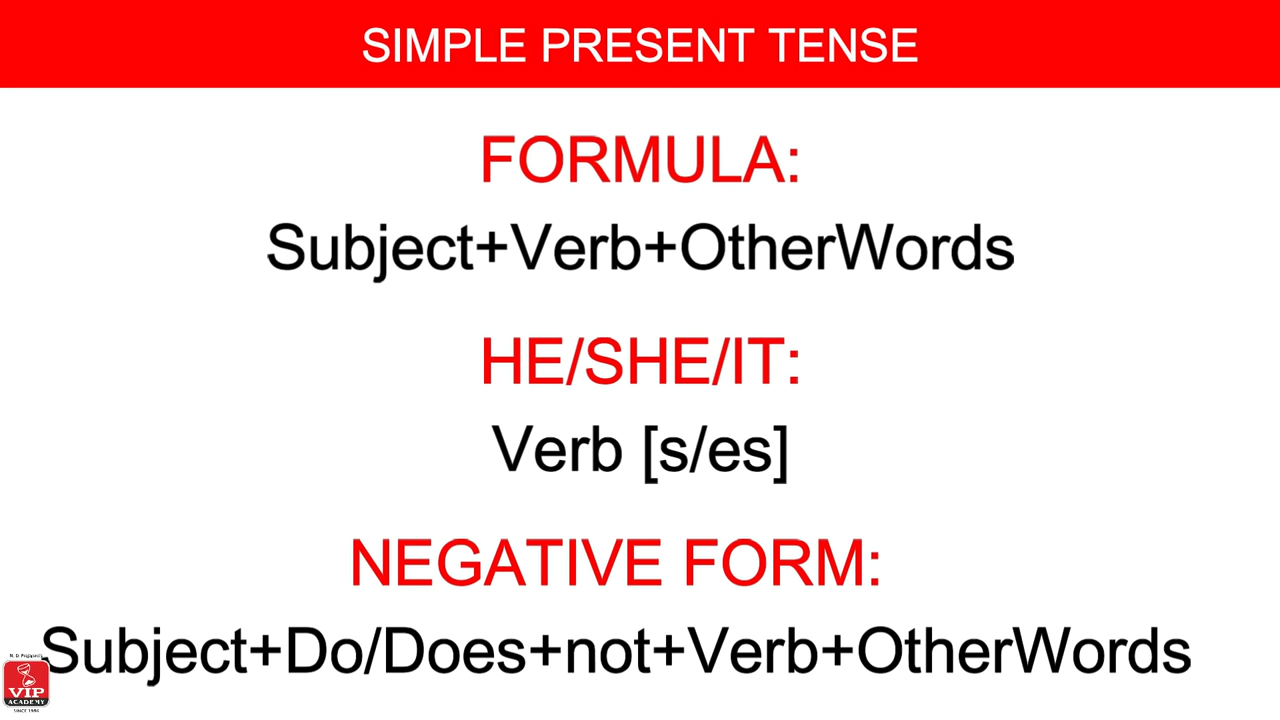 SIMPLE PRESENT TENSE
FORMULA:
Subject+Verb+OtherWords
HE/SHE/IT:
Verb [s/es]
NEGATIVE FORM:
Subject+Do/Does+not+Verb+OtherWords
VIP
ACADEMY